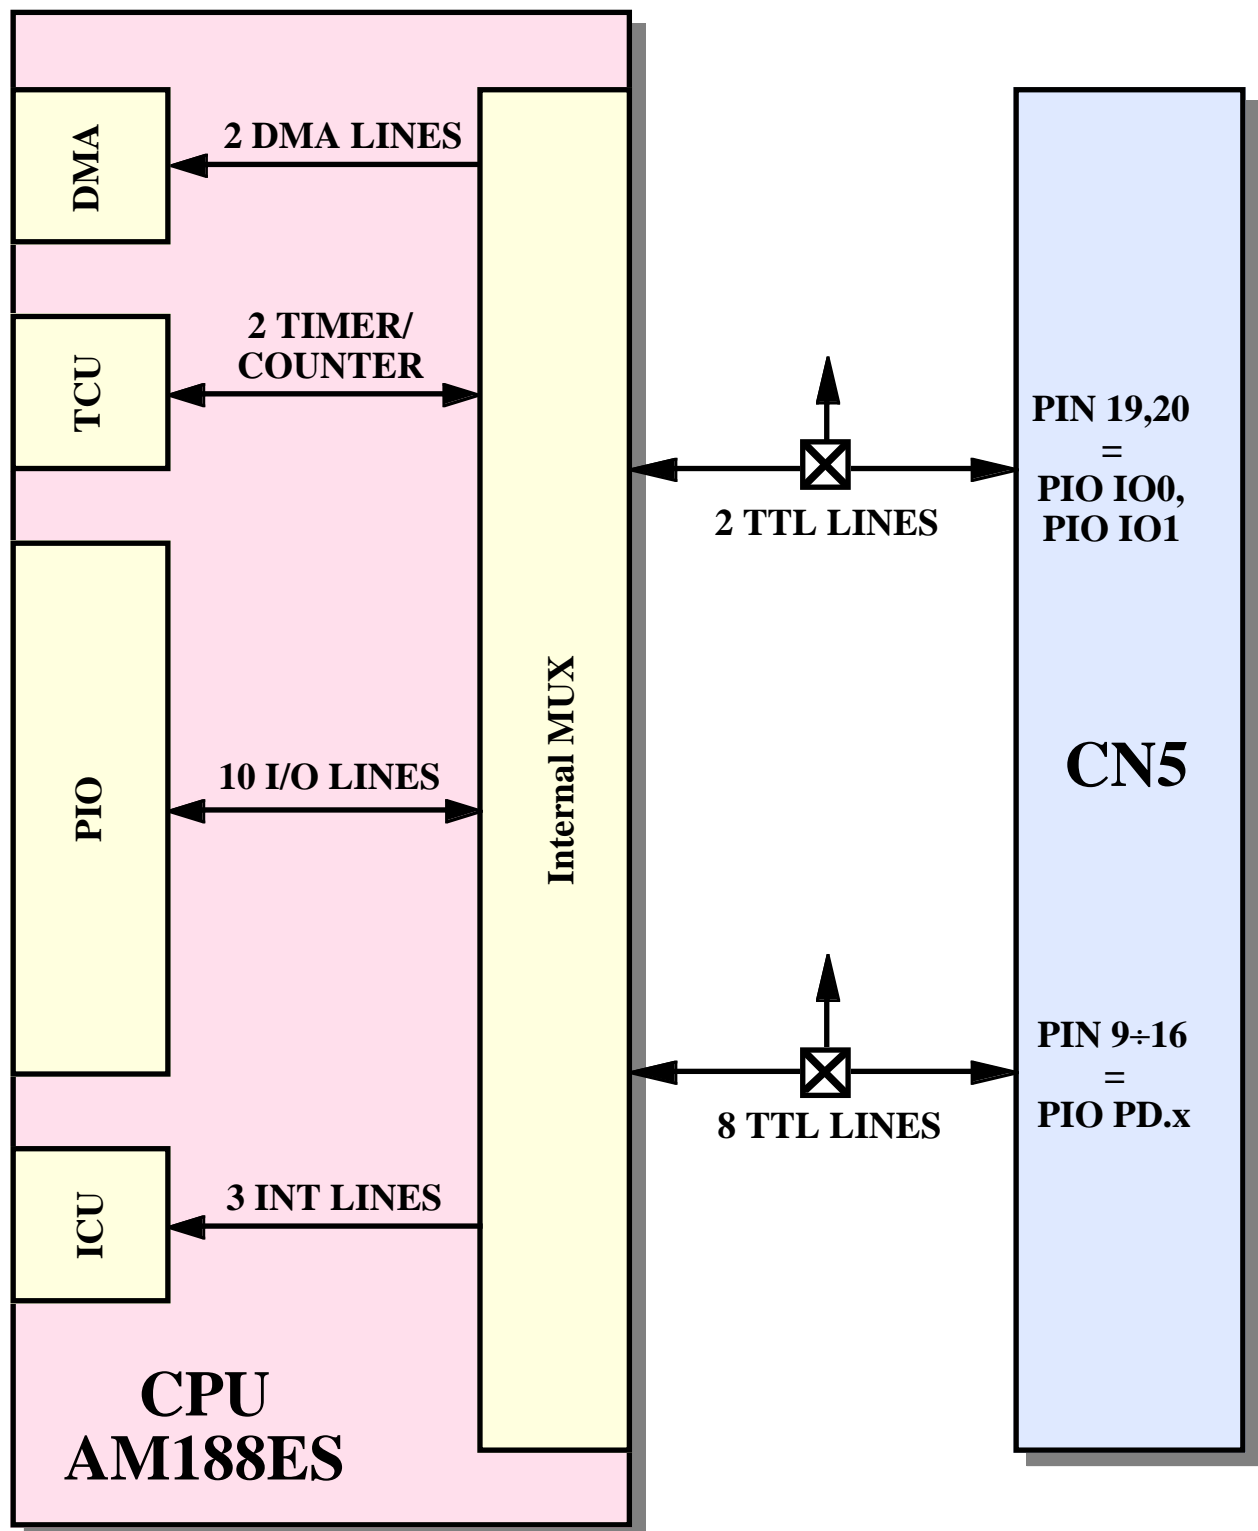 DMA
2 DMA LINES
TCU
2 TIMER/
COUNTER
PIO
10 I/O LINES
ICU
3 INT LINES
CPU
AM188ES
Internal MUX
2 TTL LINES
8 TTL LINES
PIN 19,20
=
PIO IO0,
PIO IO1
CN5
PIN 9÷16
=
PIO PD.x